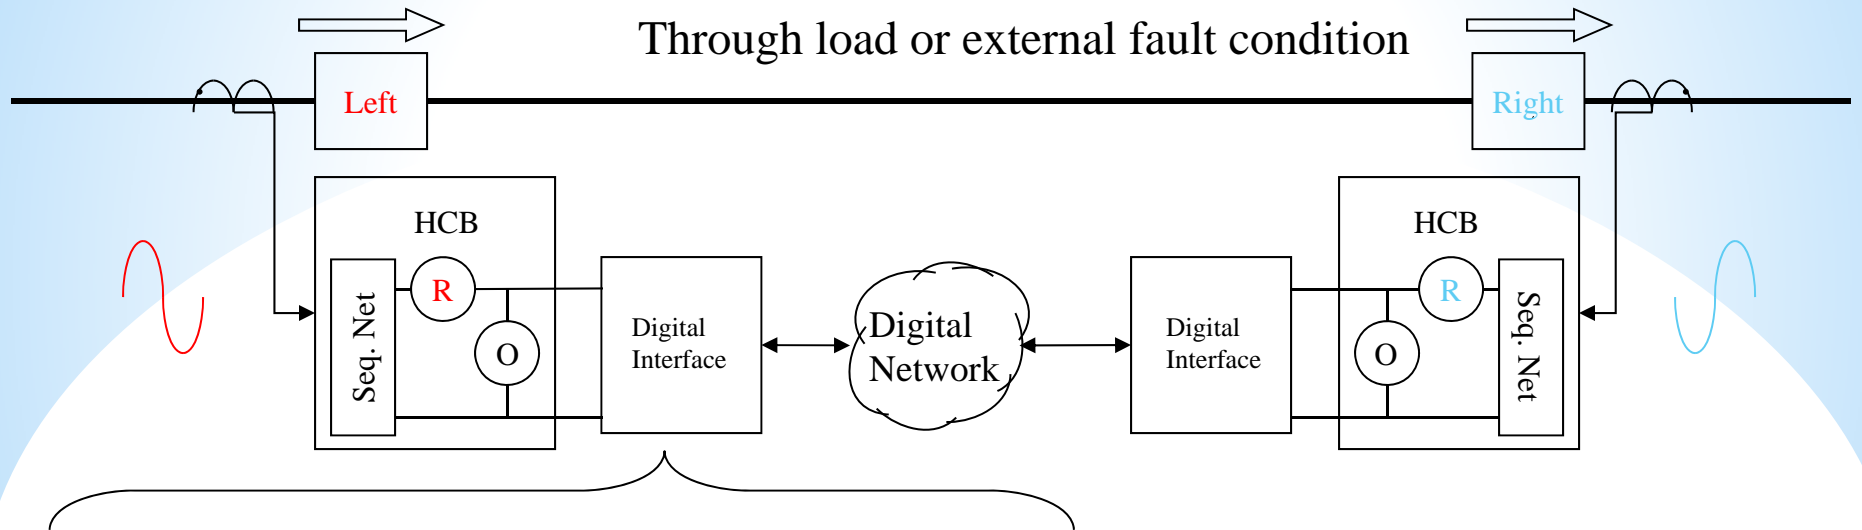 Through load or external fault condition
Left
Right
HCB
HCB
Seq. Net
R
O
Digital
Interface
Digital
Network
Digital
Interface
R
O
Seq. Net